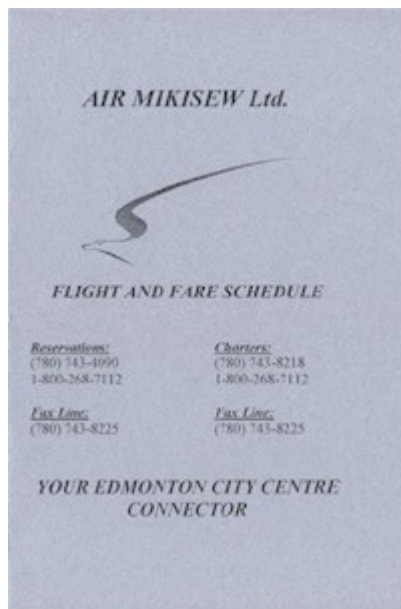 AIR MIKISEW Ltd.
FLIGHT AND FARE SCHEDULE
Reservations:
(780) 743-4090
1-800-268-7112
Charters:
(780) 743-8218
1-800-268-7112
Fax Line:
(780) 743-8225
Fax Line:
(780) 743-8225
YOUR EDMONTON CITY CENTRE
CONNECTOR